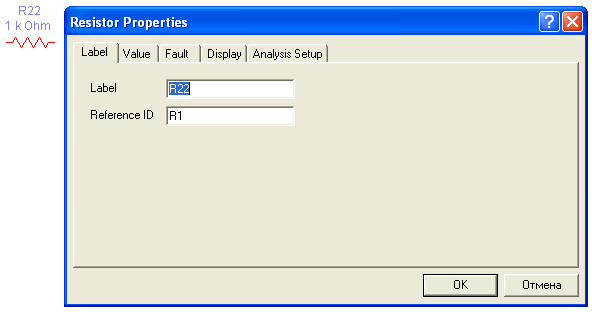 R22
1 k Ohm
Resistor Properties
Label Value Fault Display Analysis Setup
Label R22
Reference ID R1
OK Отмена